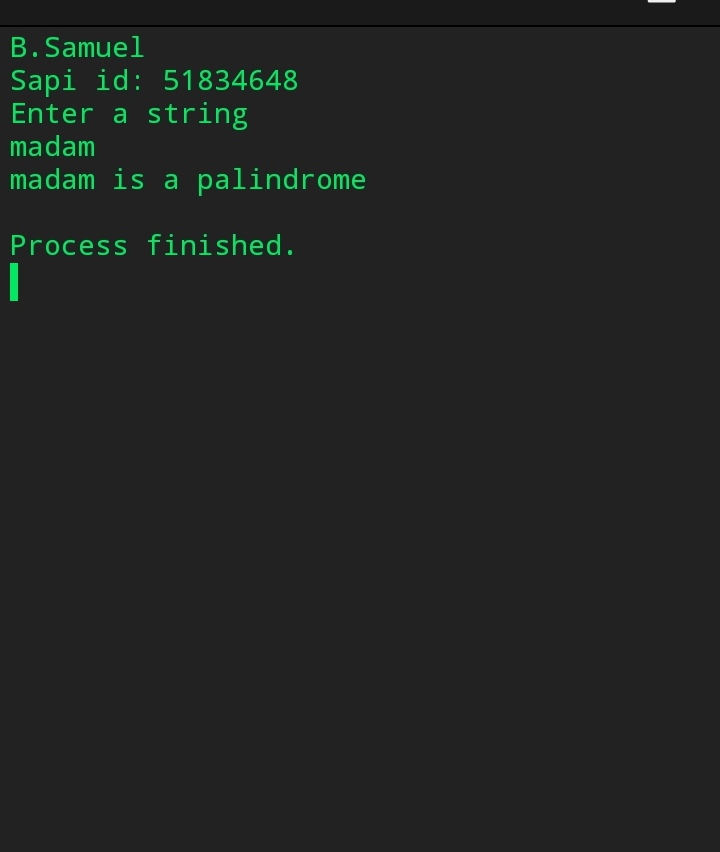 B.Samuel
Sapi id: 51834648
Enter a string
madam
madam is a palindrome
Process finished.